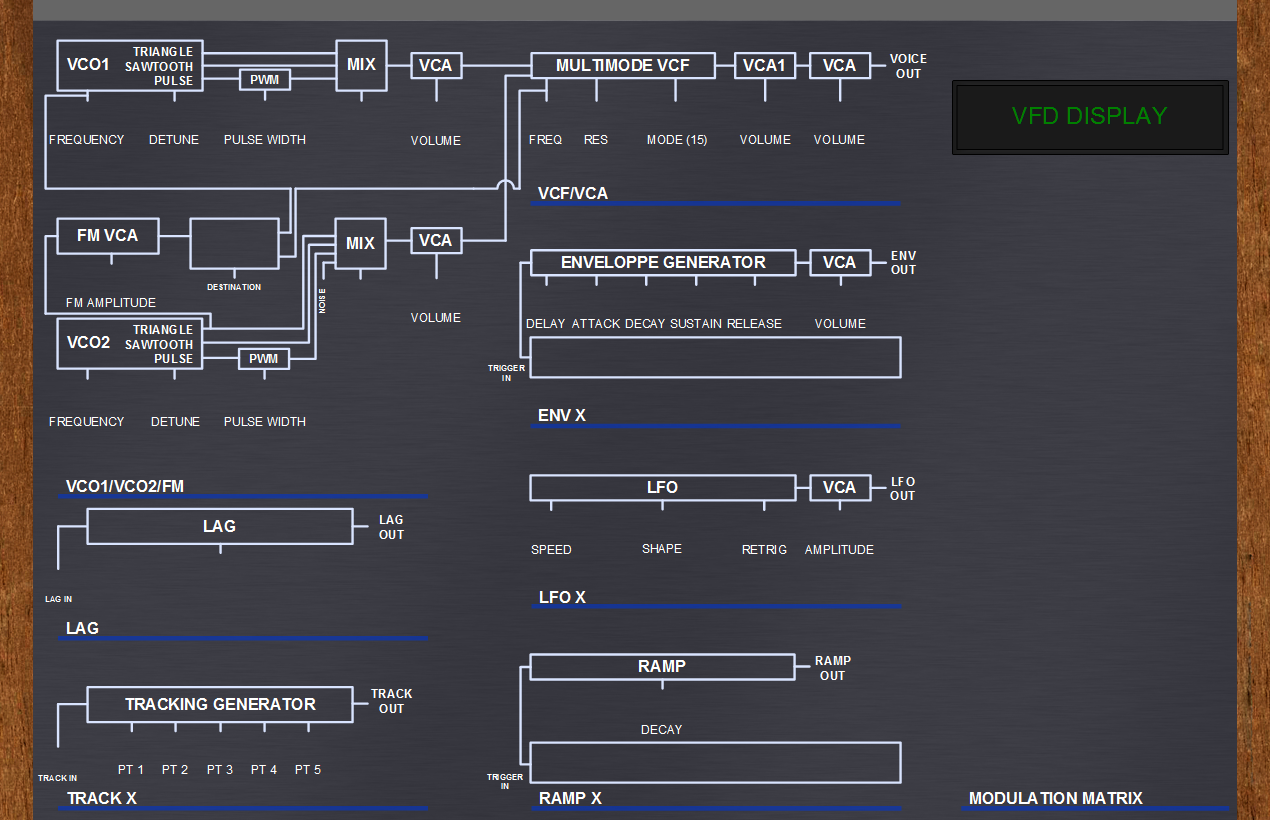 VCO1
TRIANGLE
SAWTOOTH
PULSE
PWM
MIX
VCA
FREQUENCY
DETUNE
PULSE WIDTH
VOLUME
FM VCA
DESTINATION
FM AMPLITUDE
MIX
NOISE
VCA
VOLUME
VCO2
TRIANGLE
SAWTOOTH
PULSE
PWM
FREQUENCY
DETUNE
PULSE WIDTH
VCO1/VCO2/FM
LAG
LAG
OUT
LAG IN
LAG
TRACKING GENERATOR
TRACK
OUT
PT 1
PT 2
PT 3
PT 4
PT 5
TRACK IN
TRACK X
MULTIMODE VCF
VCA1
VCA
VOICE
OUT
FREQ
RES
MODE (15)
VOLUME
VOLUME
VCF/VCA
ENVELOPPE GENERATOR
VCA
ENV
OUT
DELAY
ATTACK
DECAY
SUSTAIN
RELEASE
VOLUME
TRIGGER
IN
ENV X
LFO
VCA
LFO
OUT
SPEED
SHAPE
RETRIG
AMPLITUDE
LFO X
RAMP
RAMP
OUT
DECAY
TRIGGER
IN
RAMP X
VFD DISPLAY
MODULATION MATRIX